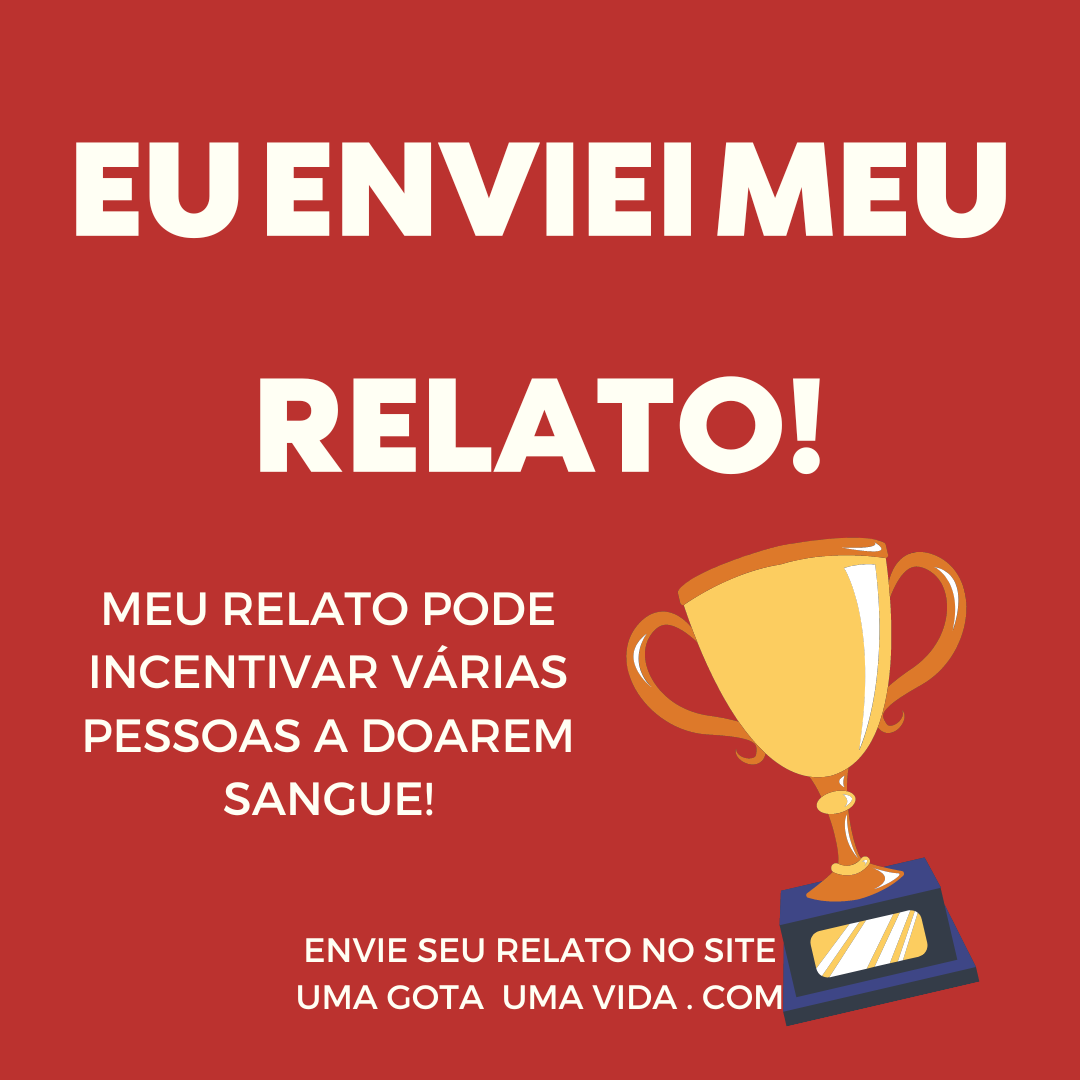 EU ENVIEI MEU
RELATO!
MEU RELATO PODE
INCENTIVAR VÁRIAS
PESSOAS A DOAREM
SANGUE!
ENVIE SEU RELATO NO SITE
UMA GOTA  UMA VIDA . COM